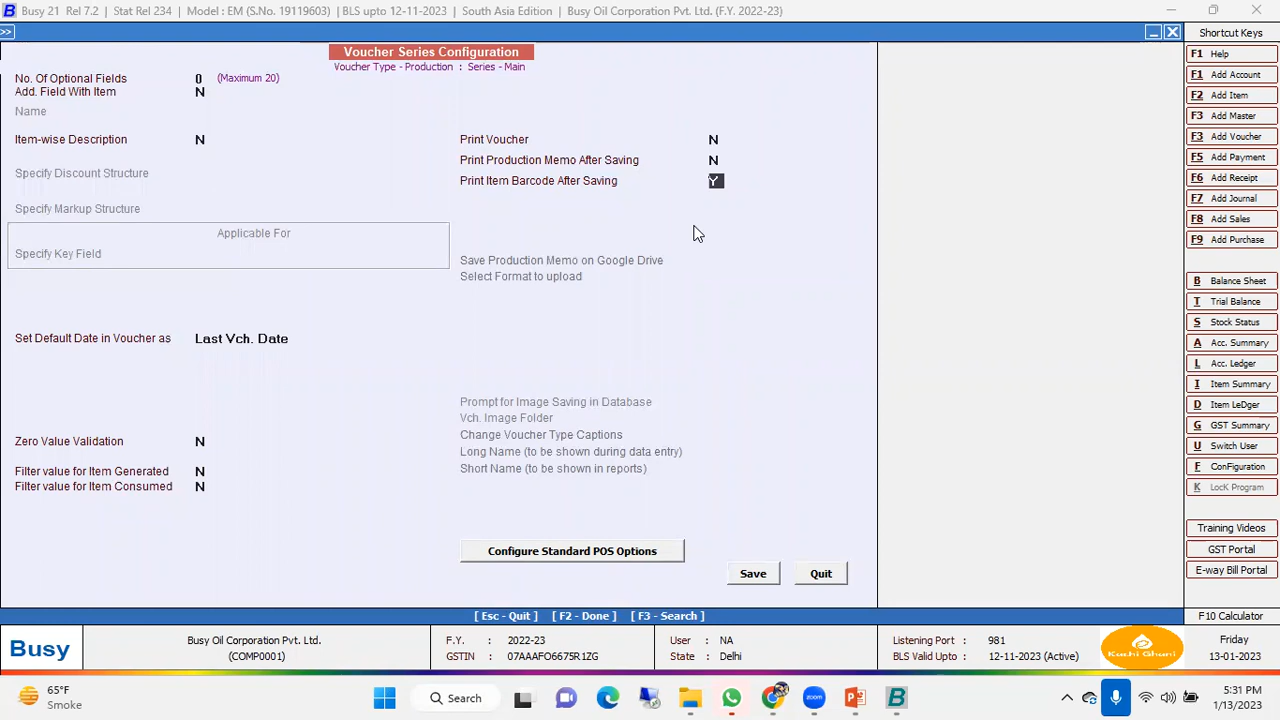 Busy 21 Rel 7.2 | Stat Rel 234 | Model : EM (S.No. 19119603) | BLS upto 12-11-2023 | South Asia Edition | Busy Oil Corporation Pvt. Ltd. (F.Y. 2022-23)
>>
Voucher Series Configuration
Voucher Type - Production : Series - Main
No. Of Optional Fields 0 (Maximum 20)
Add. Field With Item N
Name
Item-wise Description N
Specify Discount Structure
Specify Markup Structure
Applicable For
Specify Key Field
Set Default Date in Voucher as Last Vch. Date
Zero Value Validation N
Filter value for Item Generated N
Filter value for Item Consumed N
Print Voucher N
Print Production Memo After Saving N
Print Item Barcode After Saving Y
Save Production Memo on Google Drive
Select Format to upload
Prompt for Image Saving in Database
Vch. Image Folder
Change Voucher Type Captions
Long Name (to be shown during data entry)
Short Name (to be shown in reports)
Configure Standard POS Options
Save Quit
[ Esc - Quit ] [ F2 - Done ] [ F3 - Search ]
Shortcut Keys
F1 Help
F1 Add Account
F2 Add Item
F3 Add Master
F3 Add Voucher
F5 Add Payment
F6 Add Receipt
F7 Add Journal
F8 Add Sales
F9 Add Purchase
B Balance Sheet
T Trial Balance
S Stock Status
A Acc. Summary
L Acc. Ledger
I Item Summary
D Item LeDger
G GST Summary
U Switch User
F Configuration
K LocK Program
Training Videos
GST Portal
E-way Bill Portal
F10 Calculator
Busy
Busy Oil Corporation Pvt. Ltd.
(COMP0001)
F.Y. : 2022-23
GSTIN : 07AAAFO6675R1ZG
User : NA
State : Delhi
Listening Port : 981
BLS Valid Upto : 12-11-2023 (Active)
Kachi Ghani
Friday
13-01-2023
65°F
Smoke
Search
zoom
5:31 PM
1/13/2023